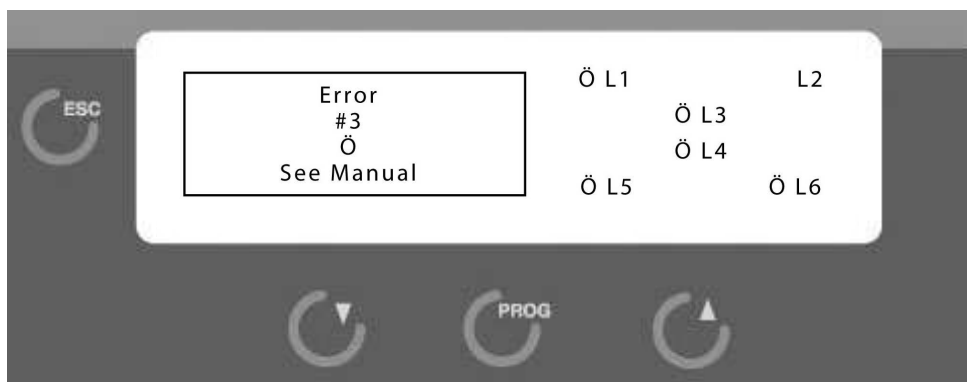 ESC
Error
#3
Ö
See Manual
Ö L1 L2
Ö L3
Ö L4
Ö L5 Ö L6
▼ PROG ▲